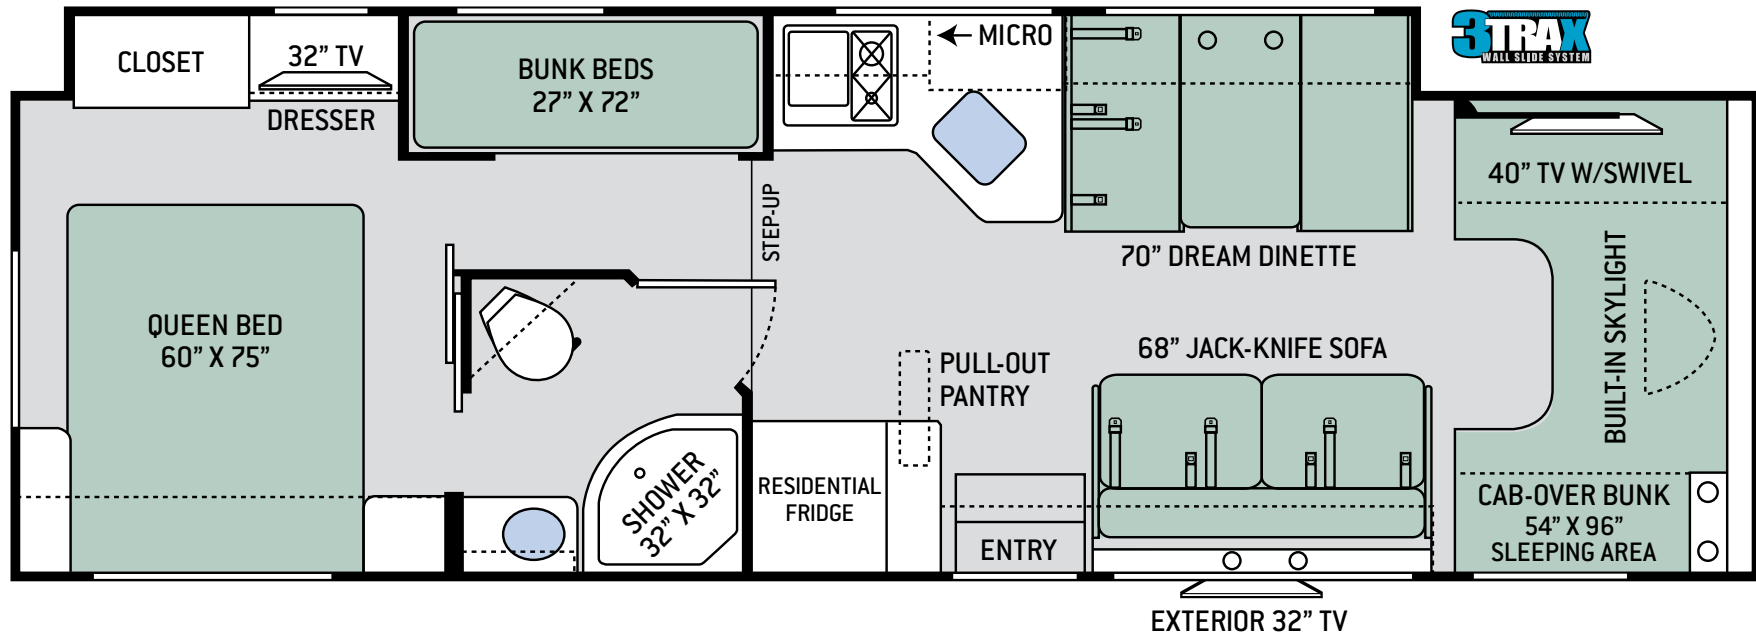 CLOSET
32” TV
DRESSER
BUNK BEDS
27” X 72”
MICRO
3TRAX
WALL SLIDE SYSTEM
40” TV W/SWIVEL
STEP-UP
70” DREAM DINETTE
BUILT-IN SKYLIGHT
QUEEN BED
60” X 75”
68” JACK-KNIFE SOFA
PULL-OUT
PANTRY
SHOWER
32” X 32”
RESIDENTIAL
FRIDGE
ENTRY
CAB-OVER BUNK
54” X 96”
SLEEPING AREA
EXTERIOR 32” TV